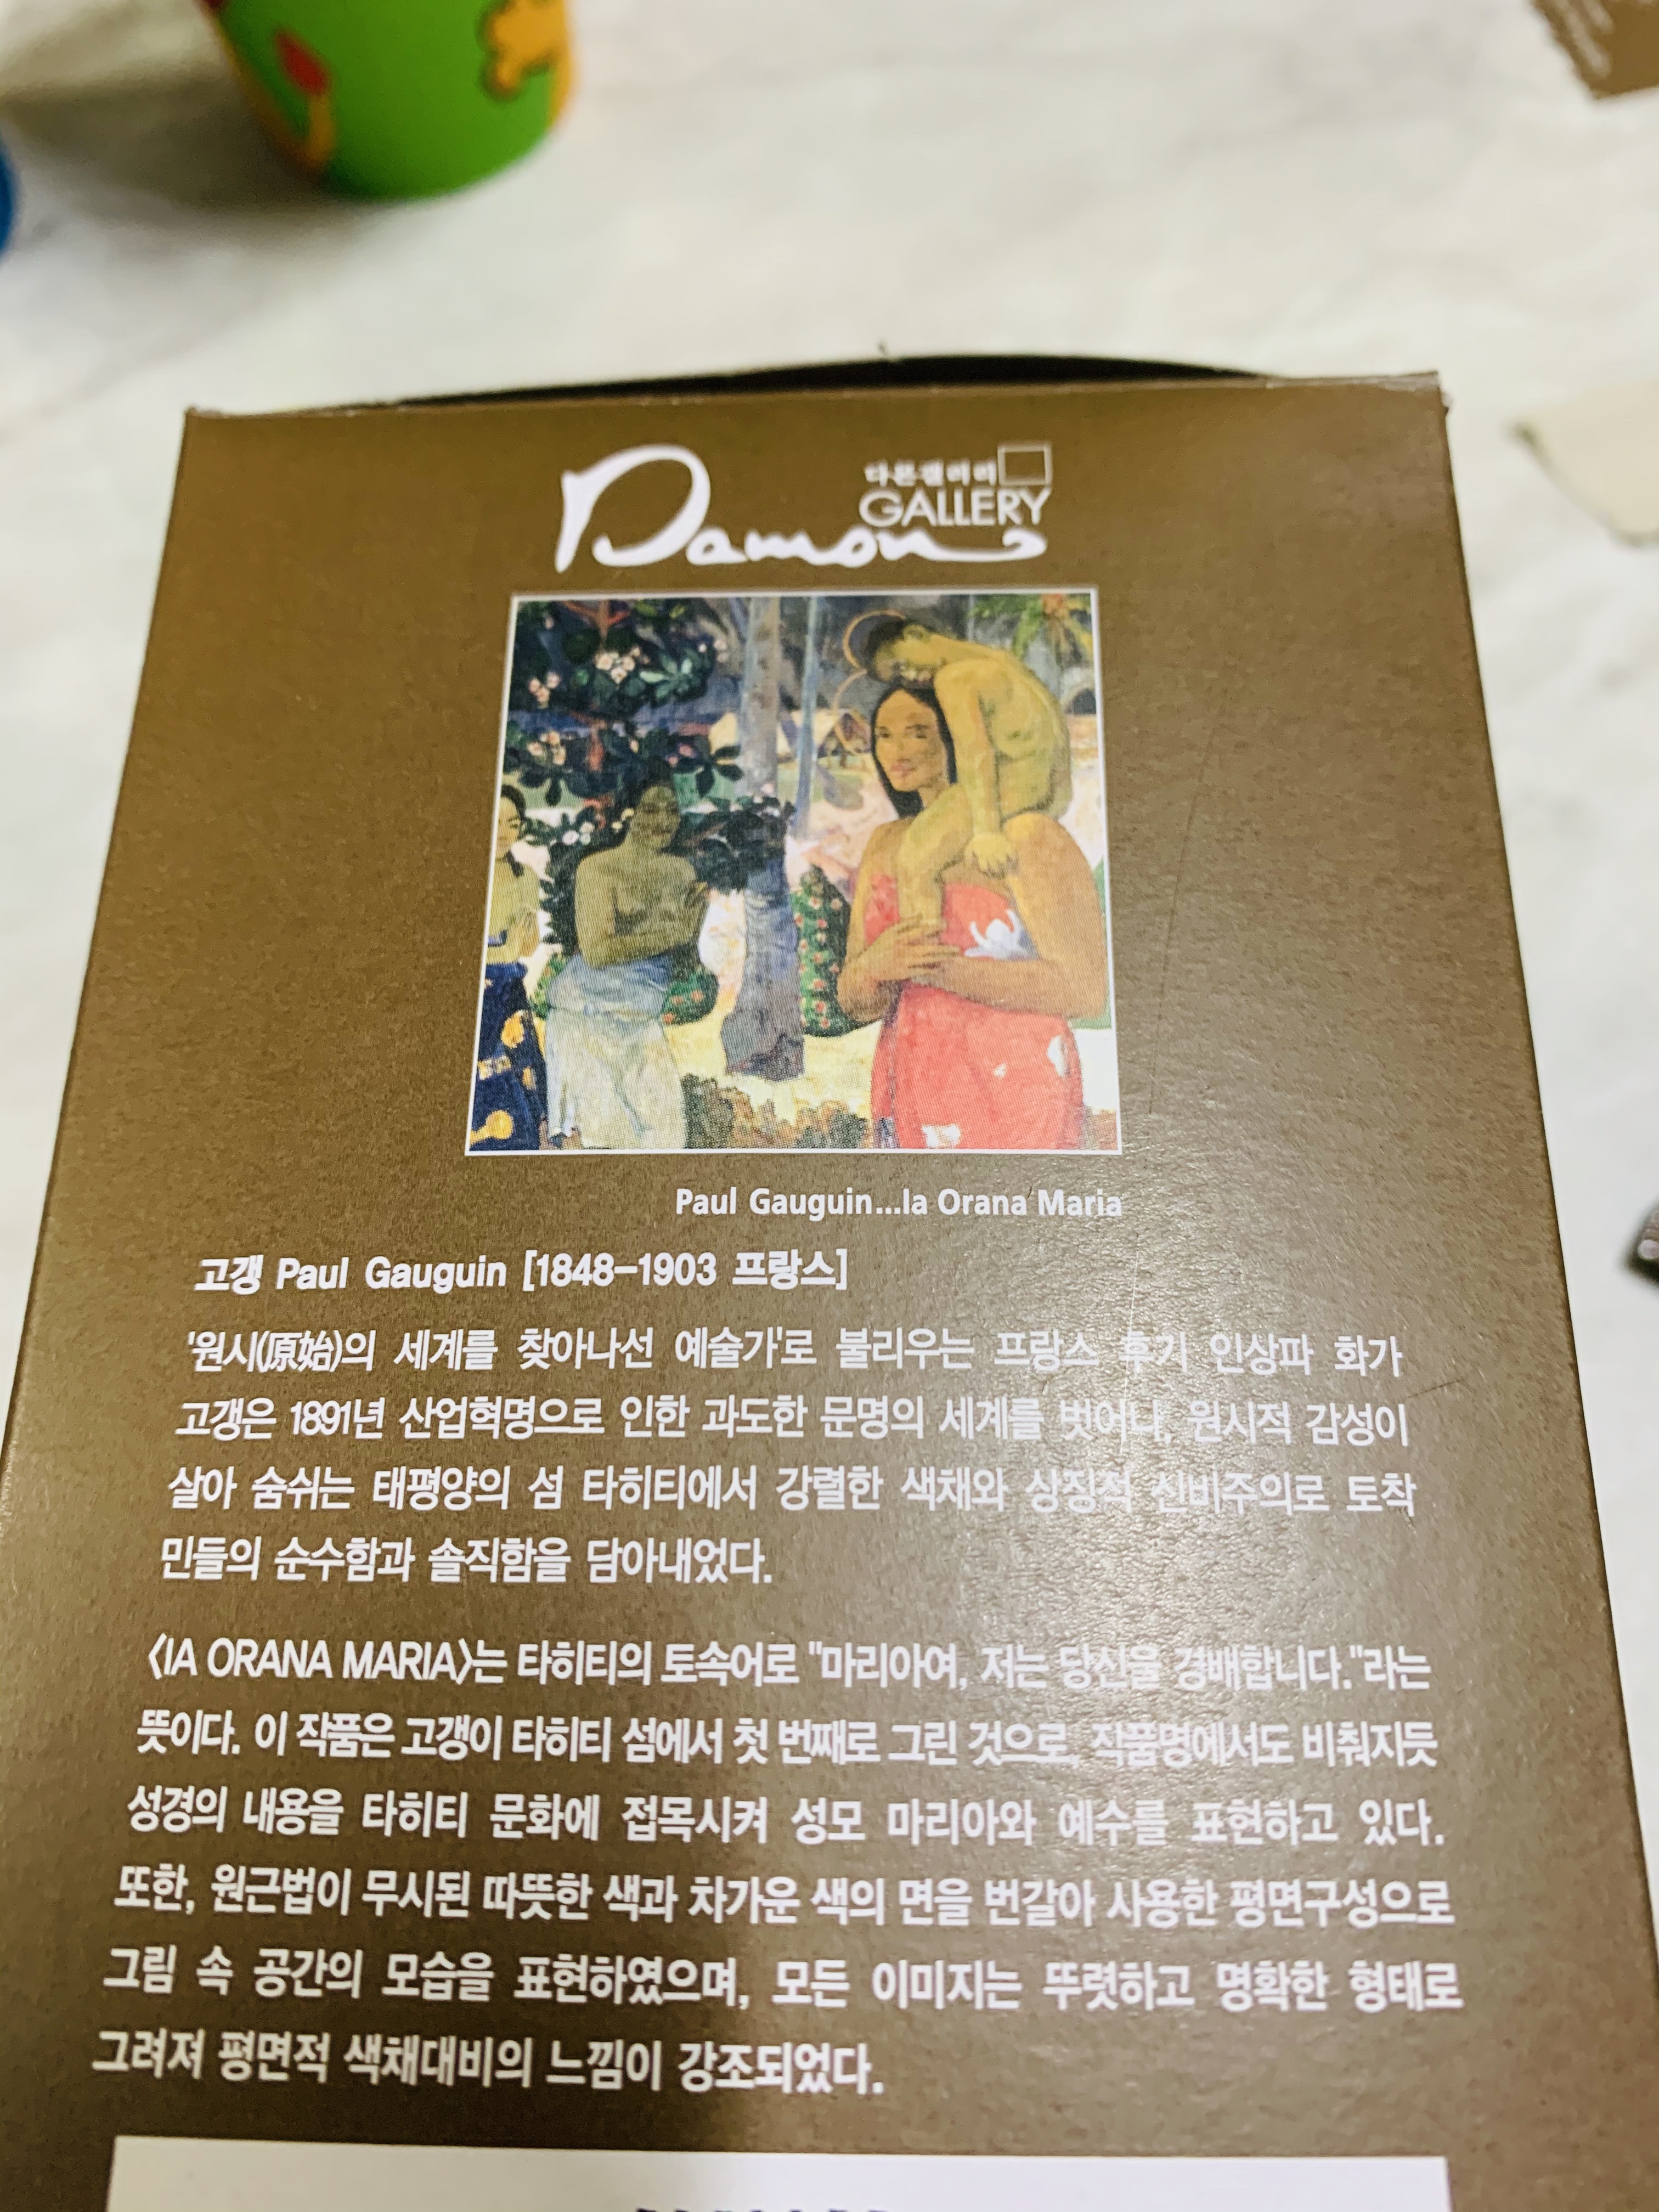 다몬갤러리
GALLERY
Damon
Paul Gauguin...Ia Orana Maria
고갱 Paul Gauguin [1848-1903 프랑스]
'원시(原始)의 세계를 찾아나선 예술가'로 불리우는 프랑스 후기 인상파 화가
고갱은 1891년 산업혁명으로 인한 과도한 문명의 세계를 벗어나, 원시적 감성이
살아 숨쉬는 태평양의 섬 타히티에서 강렬한 색채와 상징적 신비주의로 토착
민들의 순수함과 솔직함을 담아내었다.
〈IA ORANA MARIA〉는 타히티의 토속어로 "마리아여, 저는 당신을 경배합니다."라는
뜻이다. 이 작품은 고갱이 타히티 섬에서 첫 번째로 그린 것으로, 작품명에서도 비춰지듯
성경의 내용을 타히티 문화에 접목시켜 성모 마리아와 예수를 표현하고 있다.
또한, 원근법이 무시된 따뜻한 색과 차가운 색의 면을 번갈아 사용한 평면구성으로
그림 속 공간의 모습을 표현하였으며, 모든 이미지는 뚜렷하고 명확한 형태로
그려져 평면적 색채대비의 느낌이 강조되었다.